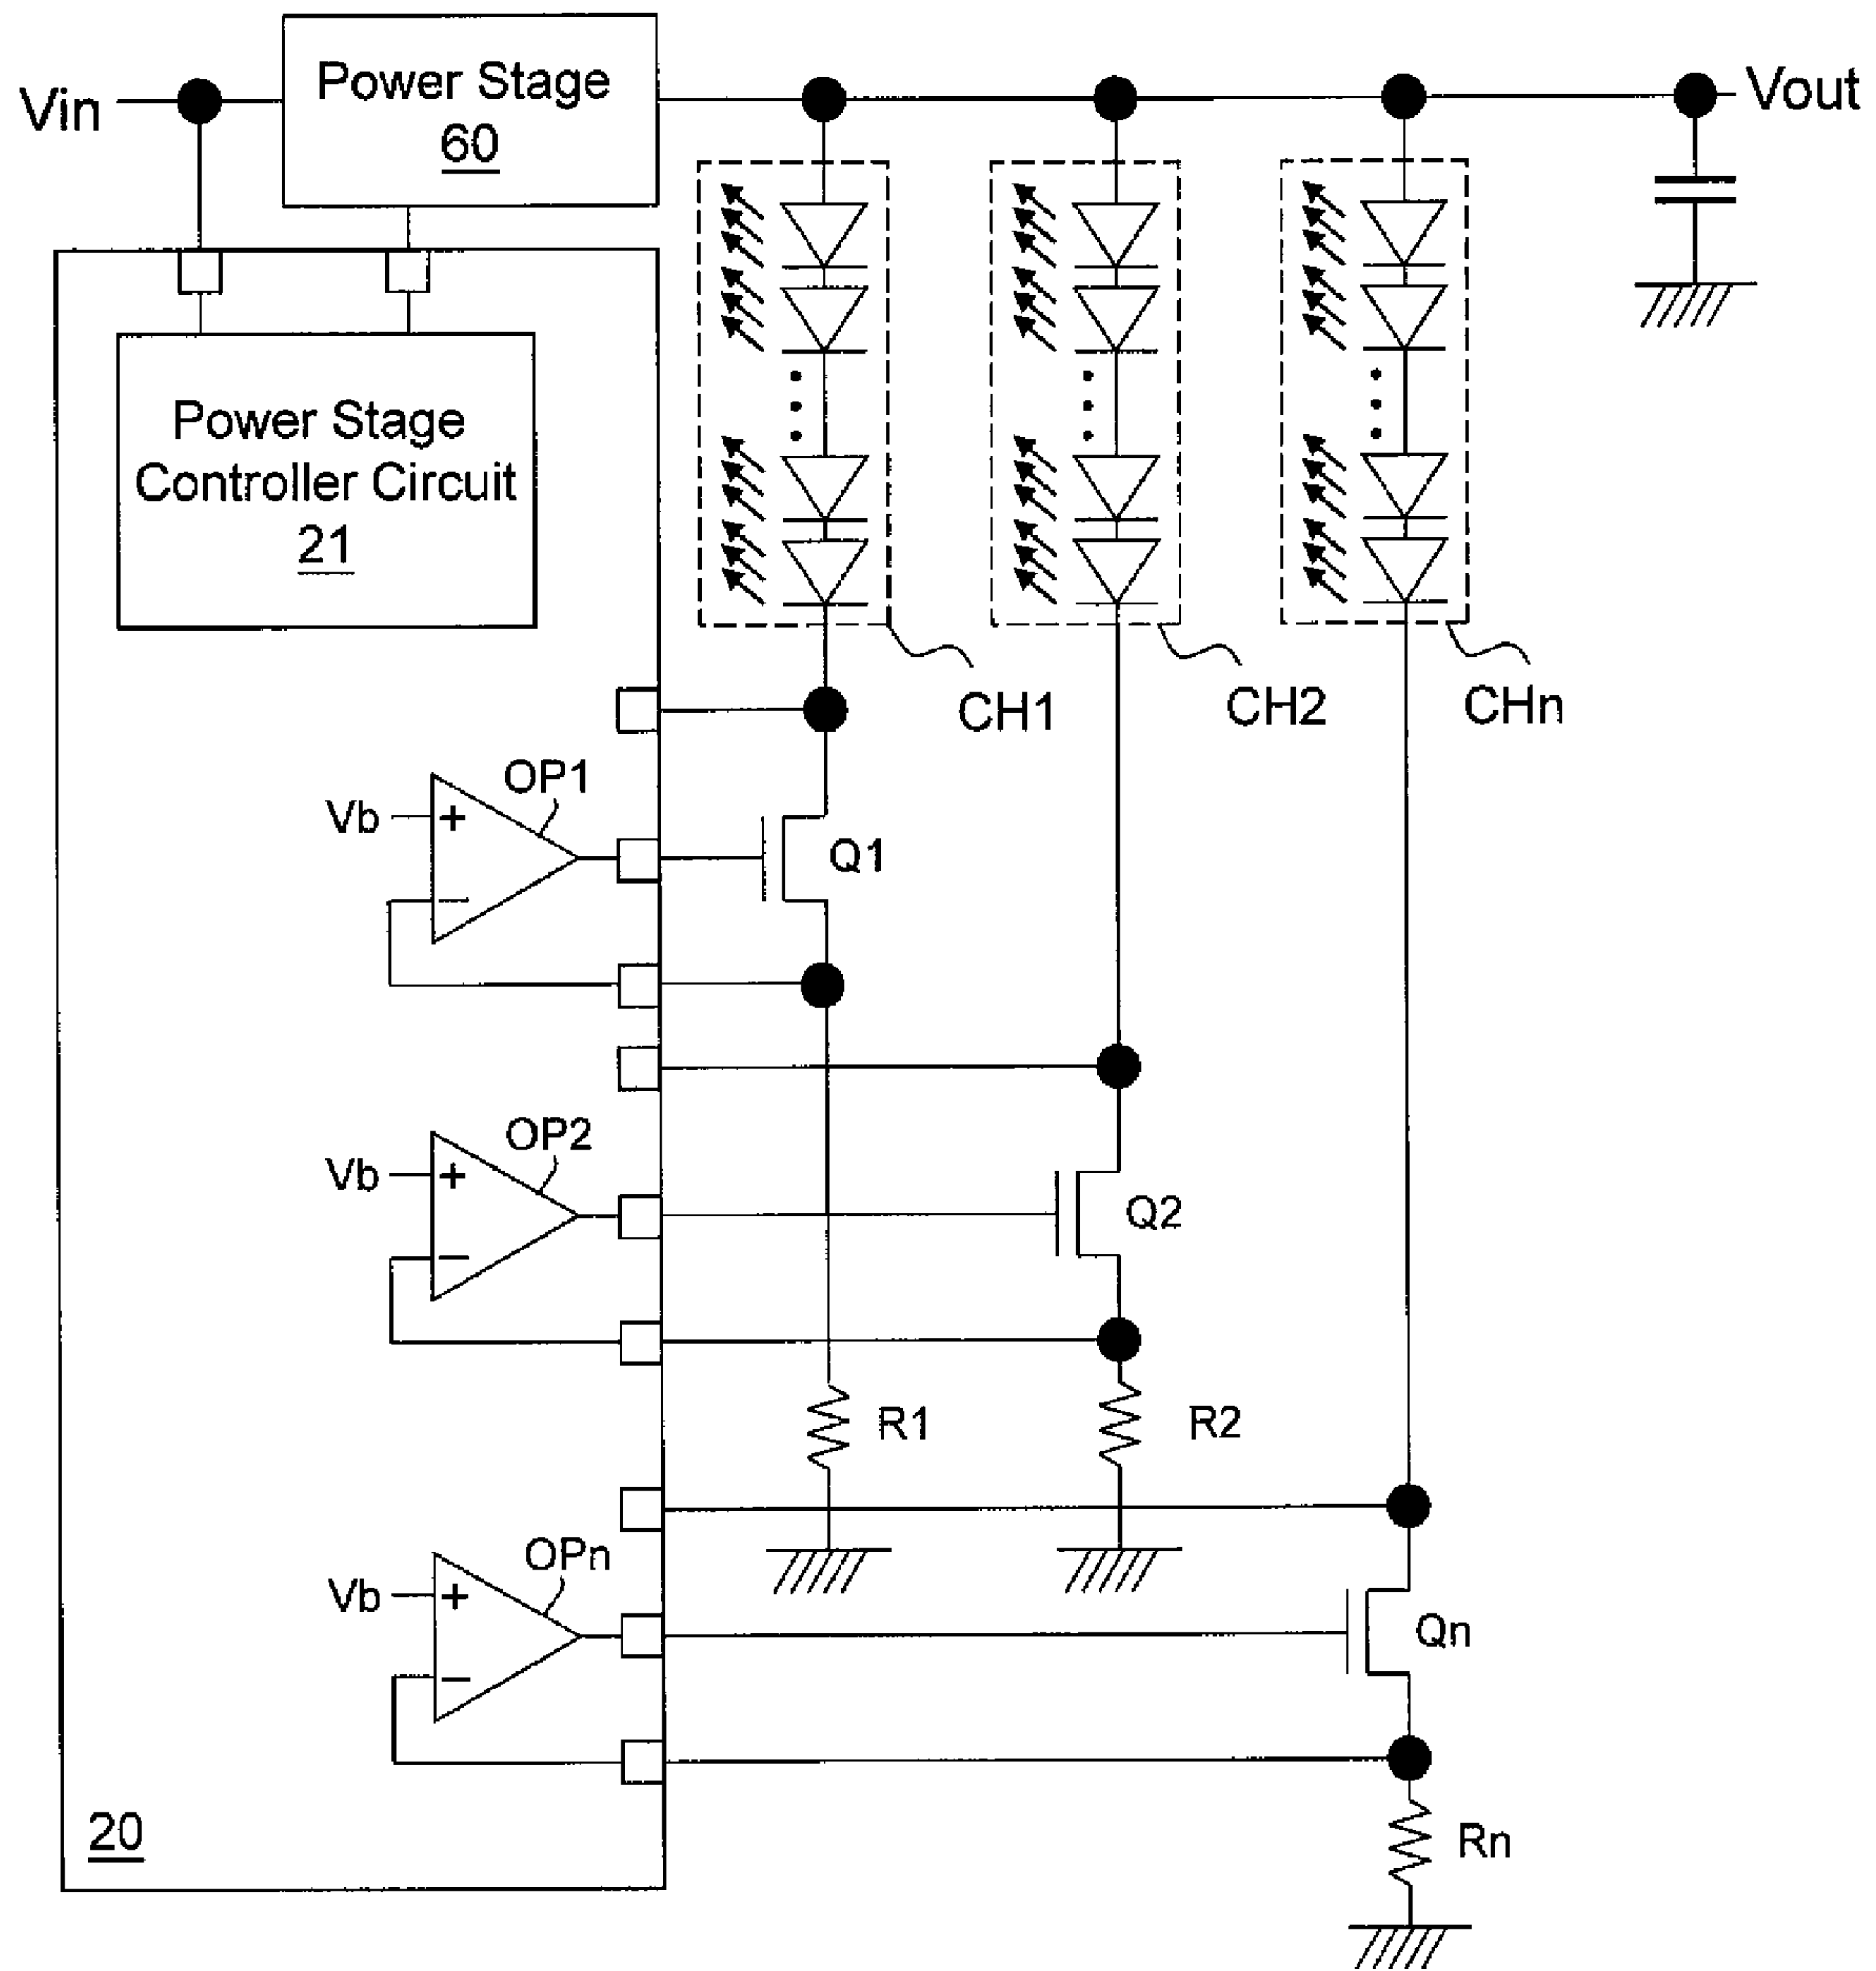 Vin
Power Stage
60
Vout
Power Stage
Controller Circuit
21
CH1
CH2
CHn
OP1
Vb
+
Q1
−
OP2
Vb
+
Q2
−
R1
R2
OPn
Vb
+
Qn
−
20
Rn